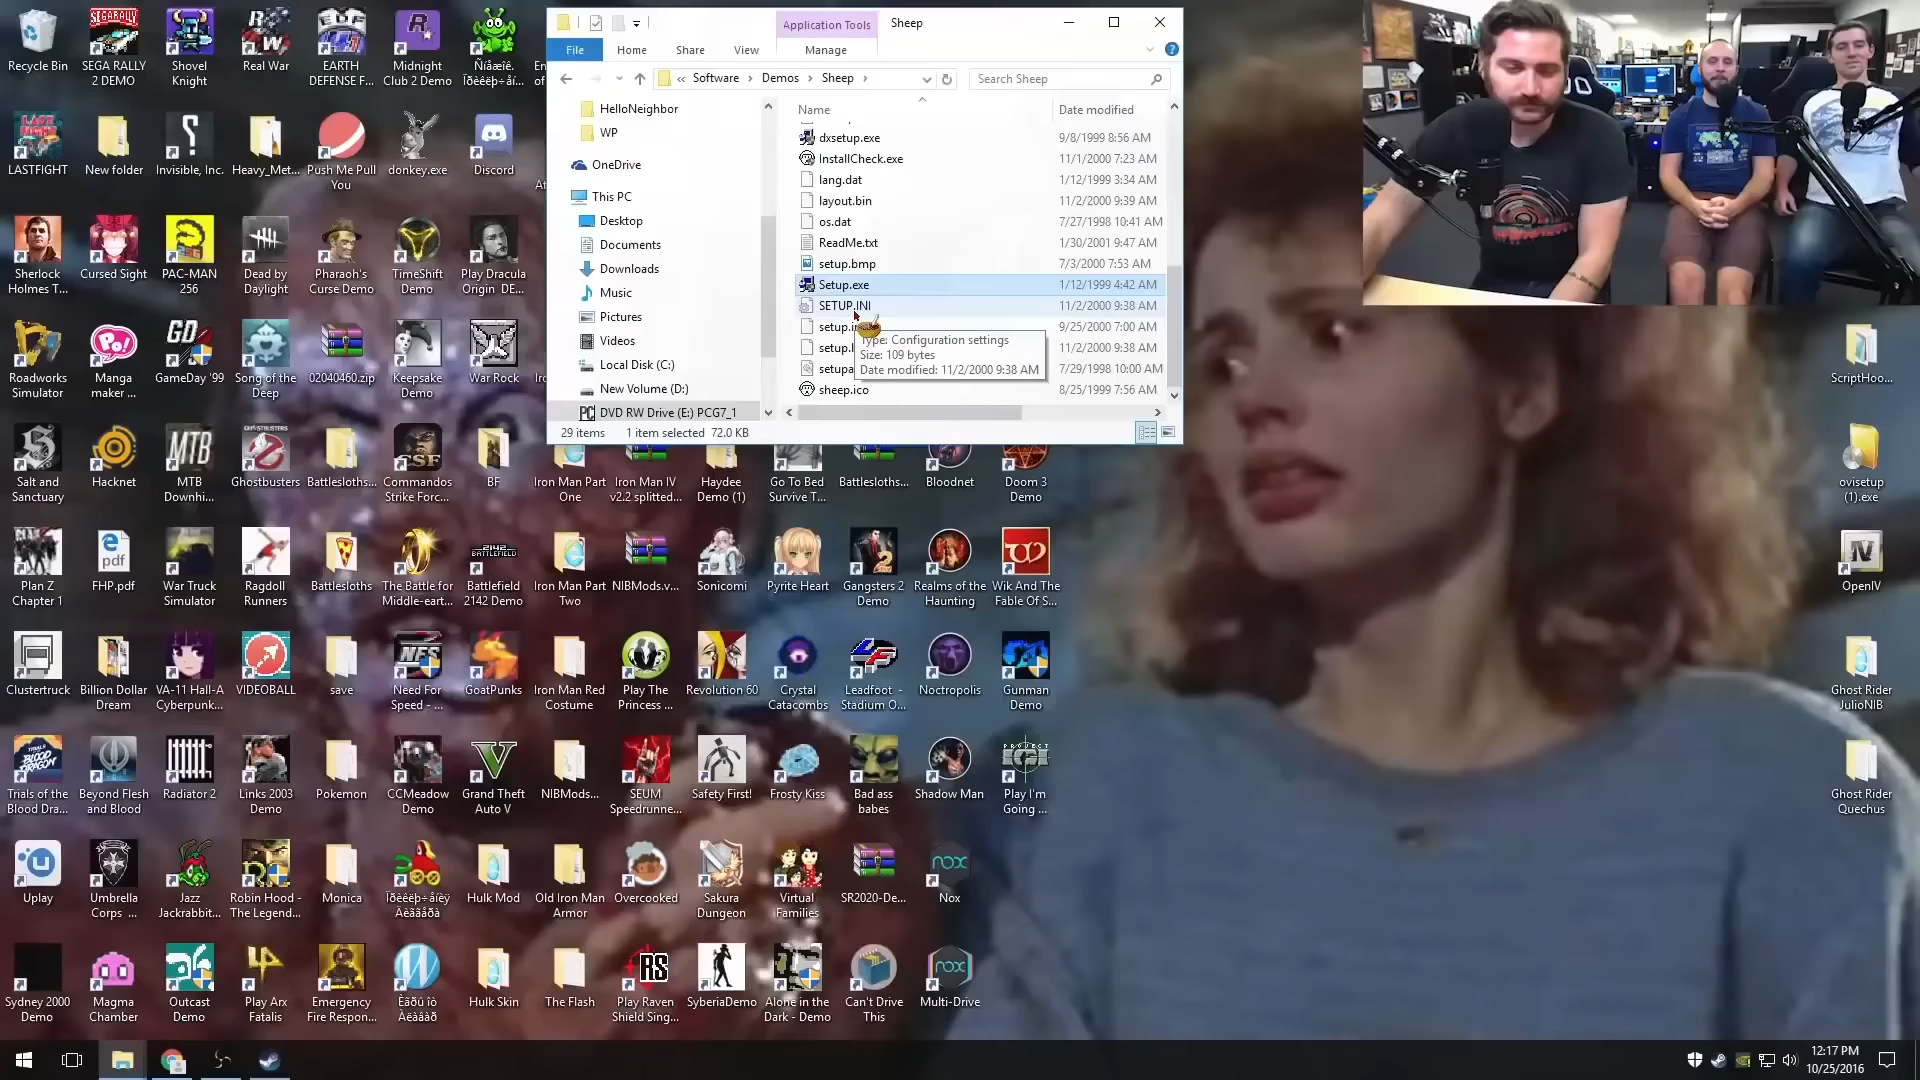 Application Tools
Sheep
File
Home
Share
View
Manage
« Software
Demos
Sheep
Search Sheep
HelloNeighbor
WP
OneDrive
This PC
Desktop
Documents
Downloads
Music
Pictures
Videos
Local Disk (C:)
New Volume (D:)
DVD RW Drive (E:) PCG7_1
Name
Date modified
dxsetup.exe
9/8/1999 8:56 AM
InstallCheck.exe
11/1/2000 7:23 AM
lang.dat
1/12/1999 3:34 AM
layout.bin
11/2/2000 9:39 AM
os.dat
7/27/1998 10:41 AM
ReadMe.txt
1/30/2001 9:47 AM
setup.bmp
7/3/2000 7:53 AM
Setup.exe
1/12/1999 4:42 AM
SETUP.INI
11/2/2000 9:38 AM
9/25/2000 7:00 AM
11/2/2000 9:38 AM
7/29/1998 10:00 AM
sheep.ico
8/25/1999 7:56 AM
Type: Configuration settings
Size: 109 bytes
Date modified: 11/2/2000 9:38 AM
29 items
1 item selected 72.0 KB
Recycle Bin
SEGA RALLY
2 DEMO
Shovel
Knight
Real War
EARTH
DEFENSE F...
Midnight
Club 2 Demo
Ñíåæíé.
Ïðèêëþ÷åí...
LASTFIGHT
New folder
Invisible, Inc.
Heavy_Met...
Push Me Pull
You
donkey.exe
Discord
Sherlock
Holmes T...
Cursed Sight
PAC-MAN
256
Dead by
Daylight
Pharaoh's
Curse Demo
TimeShift
Demo
Play Dracula
Origin DE...
Roadworks
Simulator
Manga
maker ...
GameDay '99
Song of the
Deep
02040460.zip
Keepsake
Demo
War Rock
Salt and
Sanctuary
Hacknet
MTB
Downhi...
Ghostbusters
Battlesloths...
Commandos
Strike Forc...
BF
Iron Man Part
One
Iron Man IV
v2.2 splitted...
Haydee
Demo (1)
Go To Bed
Survive T...
Battlesloths...
Bloodnet
Doom 3
Demo
Plan Z
Chapter 1
FHP.pdf
War Truck
Simulator
Ragdoll
Runners
Battlesloths
The Battle for
Middle-eart...
Battlefield
2142 Demo
Iron Man Part
Two
NIBMods.v...
Sonicomi
Pyrite Heart
Gangsters 2
Demo
Realms of the
Haunting
Wik And The
Fable Of S...
Clustertruck
Billion Dollar
Dream
VA-11 Hall-A
Cyberpunk...
VIDEOBALL
save
Need For
Speed - ...
GoatPunks
Iron Man Red
Costume
Play The
Princess ...
Revolution 60
Crystal
Catacombs
Leadfoot -
Stadium O...
Noctropolis
Gunman
Demo
Trials of the
Blood Dra...
Beyond Flesh
and Blood
Radiator 2
Links 2003
Demo
Pokemon
CCMeadow
Demo
Grand Theft
Auto V
NIBMods...
SEUM
Speedrunne...
Safety First!
Frosty Kiss
Bad ass
babes
Shadow Man
Play I'm
Going ...
Uplay
Umbrella
Corps ...
Jazz
Jackrabbit...
Robin Hood -
The Legend...
Monica
Hulk Mod
Old Iron Man
Armor
Overcooked
Sakura
Dungeon
Virtual
Families
SR2020-De...
Nox
Sydney 2000
Demo
Magma
Chamber
Outcast
Demo
Play Arx
Fatalis
Emergency
Fire Respon...
Hulk Skin
The Flash
Play Raven
Shield Sing...
SyberiaDemo
Alone in the
Dark - Demo
Can't Drive
This
Multi-Drive
ScriptHoo...
ovisetup
(1).exe
OpenIV
Ghost Rider
JulioNIB
Ghost Rider
Quechus
12:17 PM
10/25/2016